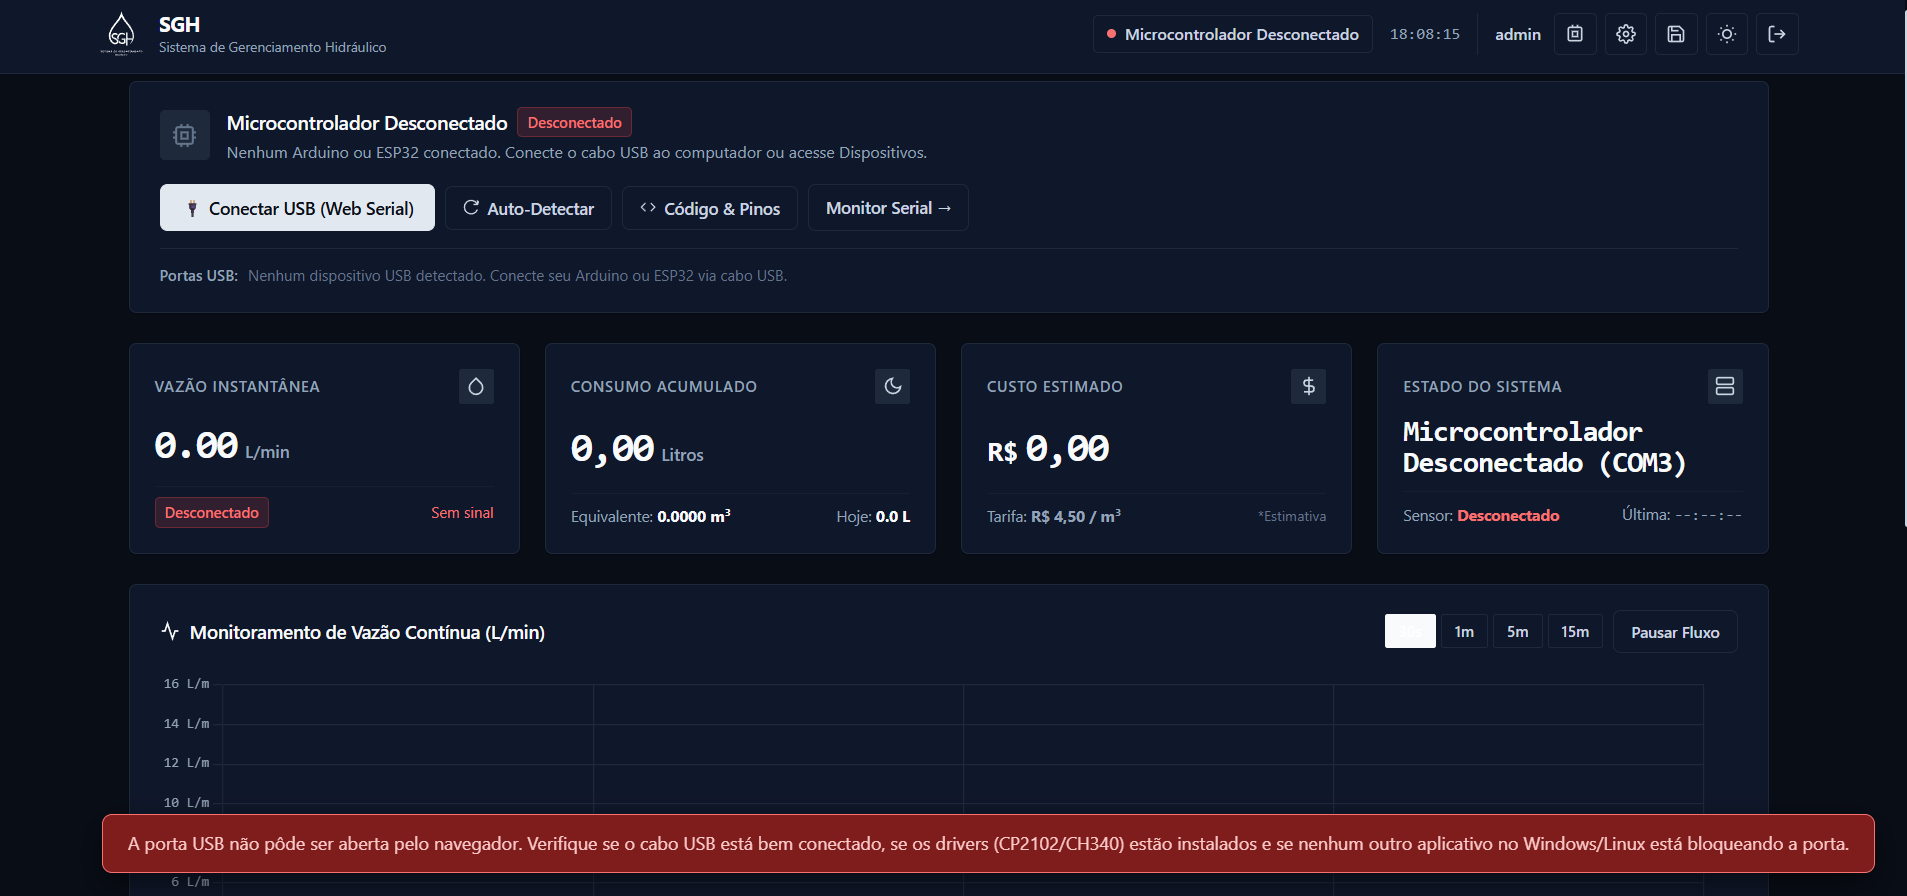 SGH
SGH
Sistema de Gerenciamento Hidráulico
Microcontrolador Desconectado
18:08:15
admin
Microcontrolador Desconectado
Desconectado
Nenhum Arduino ou ESP32 conectado. Conecte o cabo USB ao computador ou acesse Dispositivos.
Conectar USB (Web Serial)
Auto-Detectar
Código & Pinos
Monitor Serial →
Portas USB: Nenhum dispositivo USB detectado. Conecte seu Arduino ou ESP32 via cabo USB.
VAZÃO INSTANTÂNEA
0.00 L/min
Desconectado
Sem sinal
CONSUMO ACUMULADO
0,00 Litros
Equivalente: 0.0000 m³
Hoje: 0.0 L
CUSTO ESTIMADO
R$ 0,00
Tarifa: R$ 4,50 / m³
*Estimativa
ESTADO DO SISTEMA
Microcontrolador
Desconectado (COM3)
Sensor: Desconectado
Última: --:--:--
Monitoramento de Vazão Contínua (L/min)
1m
5m
15m
Pausar Fluxo
16 L/m
14 L/m
12 L/m
10 L/m
A porta USB não pôde ser aberta pelo navegador. Verifique se o cabo USB está bem conectado, se os drivers (CP2102/CH340) estão instalados e se nenhum outro aplicativo no Windows/Linux está bloqueando a porta.
6 L/m